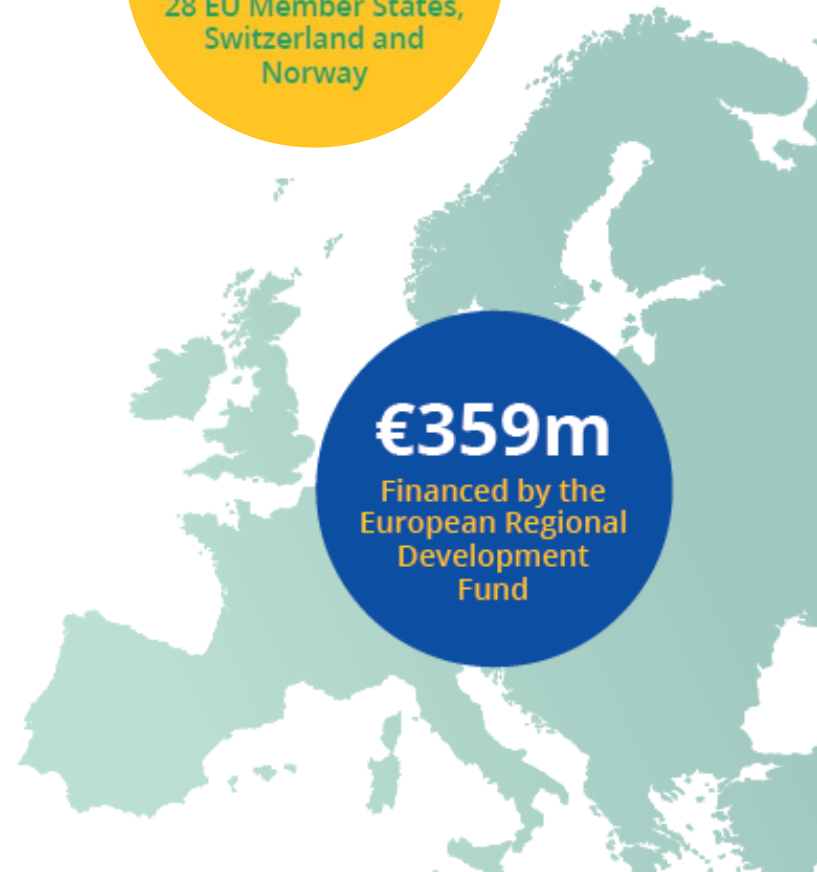 28 EU Member States,
Switzerland and
Norway
€359m
Financed by the
European Regional
Development
Fund